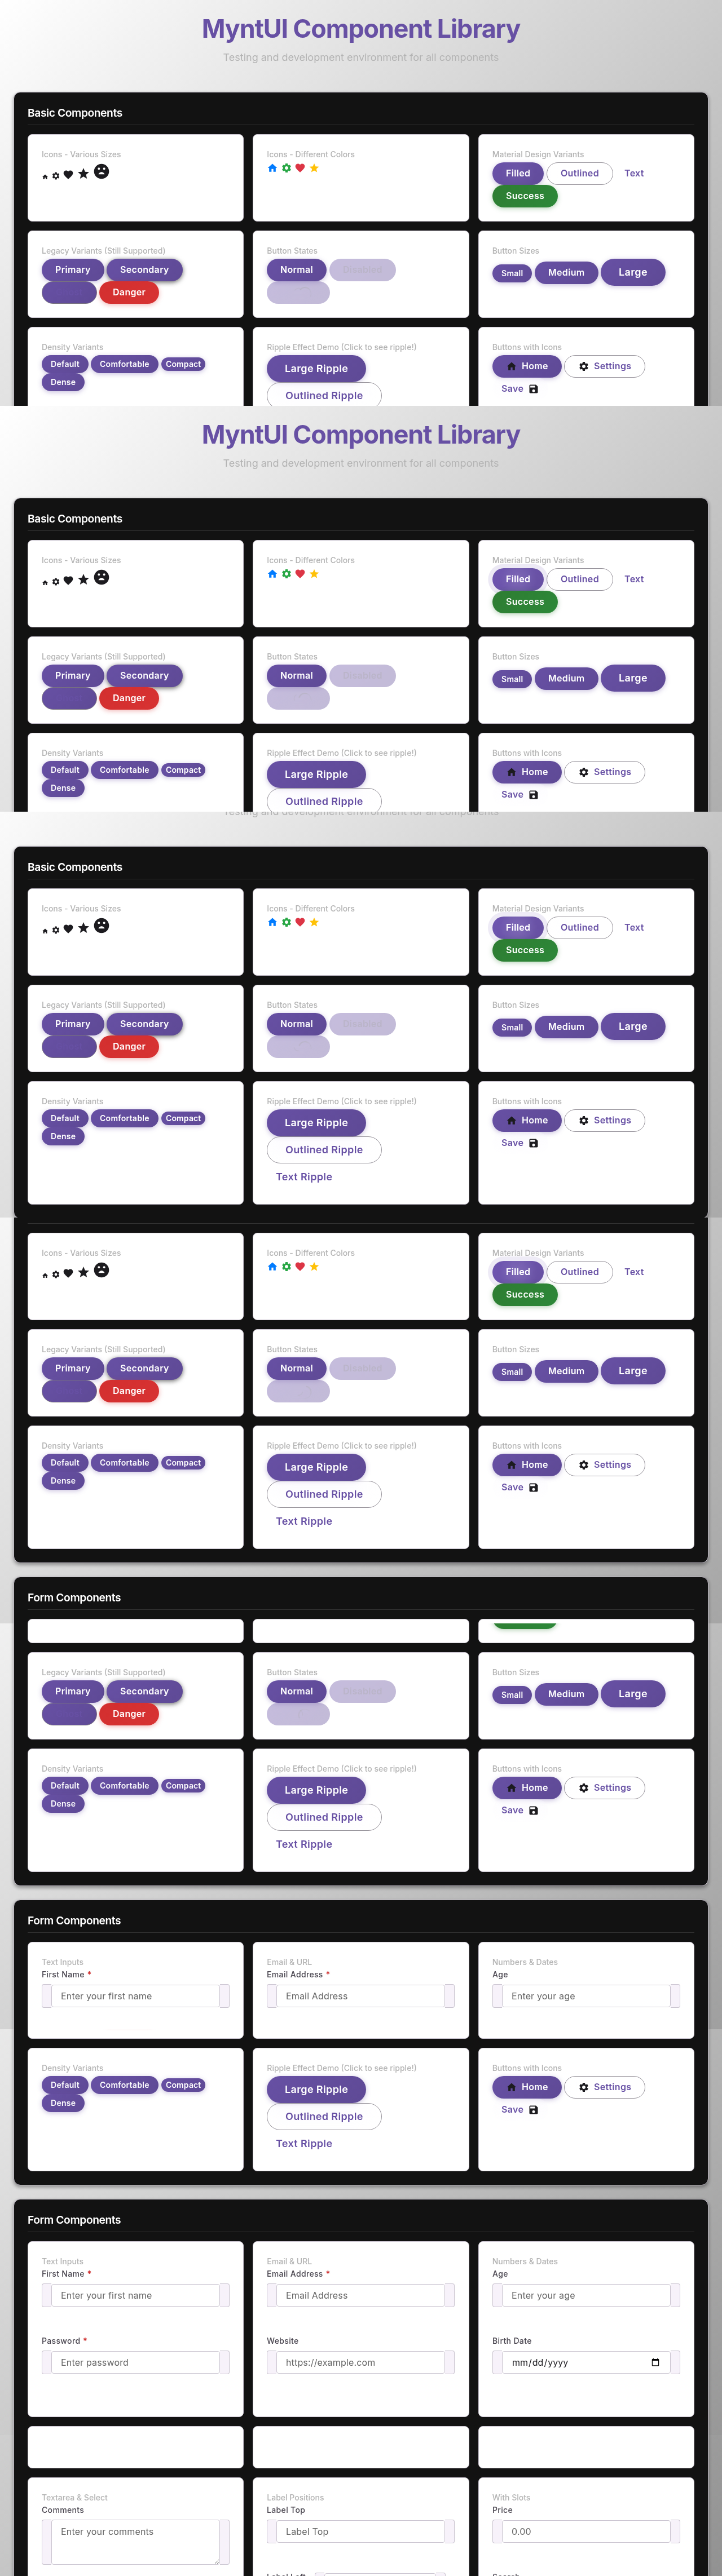 MyntUI Component Library
Testing and development environment for all components
Basic Components
Icons - Various Sizes
Icons - Different Colors
Material Design Variants
Filled Outlined Text
Success
Legacy Variants (Still Supported)
Primary Secondary
Danger
Button States
Normal Disabled
Button Sizes
Small Medium Large
Density Variants
Default Comfortable Compact
Dense
Ripple Effect Demo (Click to see ripple!)
Large Ripple
Outlined Ripple
Buttons with Icons
Home Settings
Save
MyntUI Component Library
Testing and development environment for all components
Basic Components
Icons - Various Sizes
Icons - Different Colors
Material Design Variants
Filled Outlined Text
Success
Legacy Variants (Still Supported)
Primary Secondary
Danger
Button States
Normal Disabled
Button Sizes
Small Medium Large
Density Variants
Default Comfortable Compact
Dense
Ripple Effect Demo (Click to see ripple!)
Large Ripple
Outlined Ripple
Buttons with Icons
Home Settings
Save
Testing and development environment for all components
Basic Components
Icons - Various Sizes
Icons - Different Colors
Material Design Variants
Filled Outlined Text
Success
Legacy Variants (Still Supported)
Primary Secondary
Danger
Button States
Normal Disabled
Button Sizes
Small Medium Large
Density Variants
Default Comfortable Compact
Dense
Ripple Effect Demo (Click to see ripple!)
Large Ripple
Outlined Ripple
Text Ripple
Buttons with Icons
Home Settings
Save
Icons - Various Sizes
Icons - Different Colors
Material Design Variants
Filled Outlined Text
Success
Legacy Variants (Still Supported)
Primary Secondary
Danger
Button States
Normal Disabled
Button Sizes
Small Medium Large
Density Variants
Default Comfortable Compact
Dense
Ripple Effect Demo (Click to see ripple!)
Large Ripple
Outlined Ripple
Text Ripple
Buttons with Icons
Home Settings
Save
Form Components
Legacy Variants (Still Supported)
Primary Secondary
Danger
Button States
Normal Disabled
Button Sizes
Small Medium Large
Density Variants
Default Comfortable Compact
Dense
Ripple Effect Demo (Click to see ripple!)
Large Ripple
Outlined Ripple
Text Ripple
Buttons with Icons
Home Settings
Save
Form Components
Text Inputs
First Name *
Enter your first name
Email & URL
Email Address *
Email Address
Numbers & Dates
Age
Enter your age
Density Variants
Default Comfortable Compact
Dense
Ripple Effect Demo (Click to see ripple!)
Large Ripple
Outlined Ripple
Text Ripple
Buttons with Icons
Home Settings
Save
Form Components
Text Inputs
First Name *
Enter your first name
Password *
Enter password
Email & URL
Email Address *
Email Address
Website
https://example.com
Numbers & Dates
Age
Enter your age
Birth Date
mm/dd/yyyy
Textarea & Select
Comments
Enter your comments
Label Positions
Label Top
Label Top
With Slots
Price
0.00